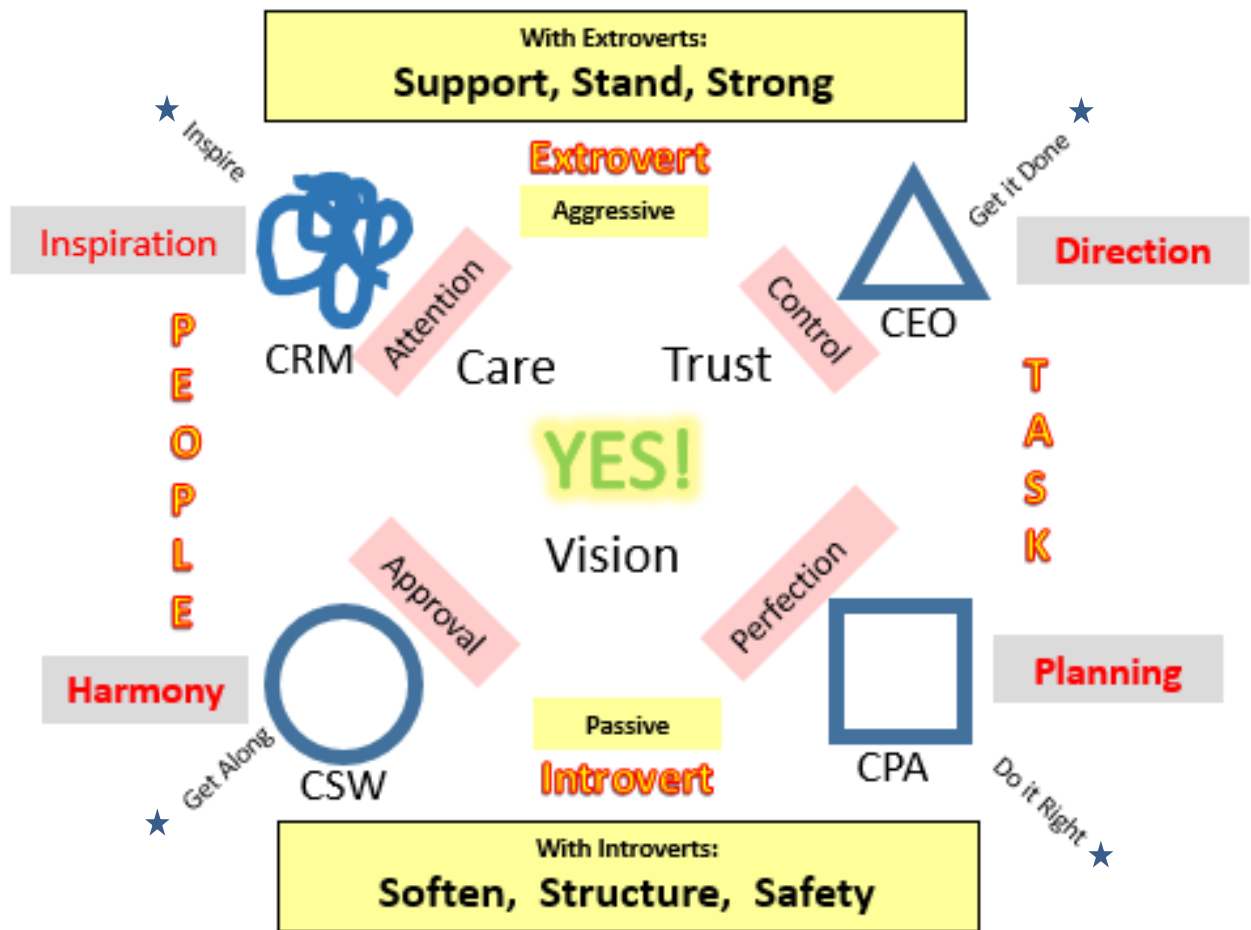 With Extroverts:
Support, Stand, Strong
Inspire
Extrovert
Get it Done
Aggressive
Inspiration
Direction
Attention
Control
CRM
CEO
Care
Trust
PEOPLE
TASK
YES!
Vision
Approval
Perfection
Harmony
Planning
Passive
Get Along
CSW
Introvert
CPA
Do it Right
With Introverts:
Soften, Structure, Safety